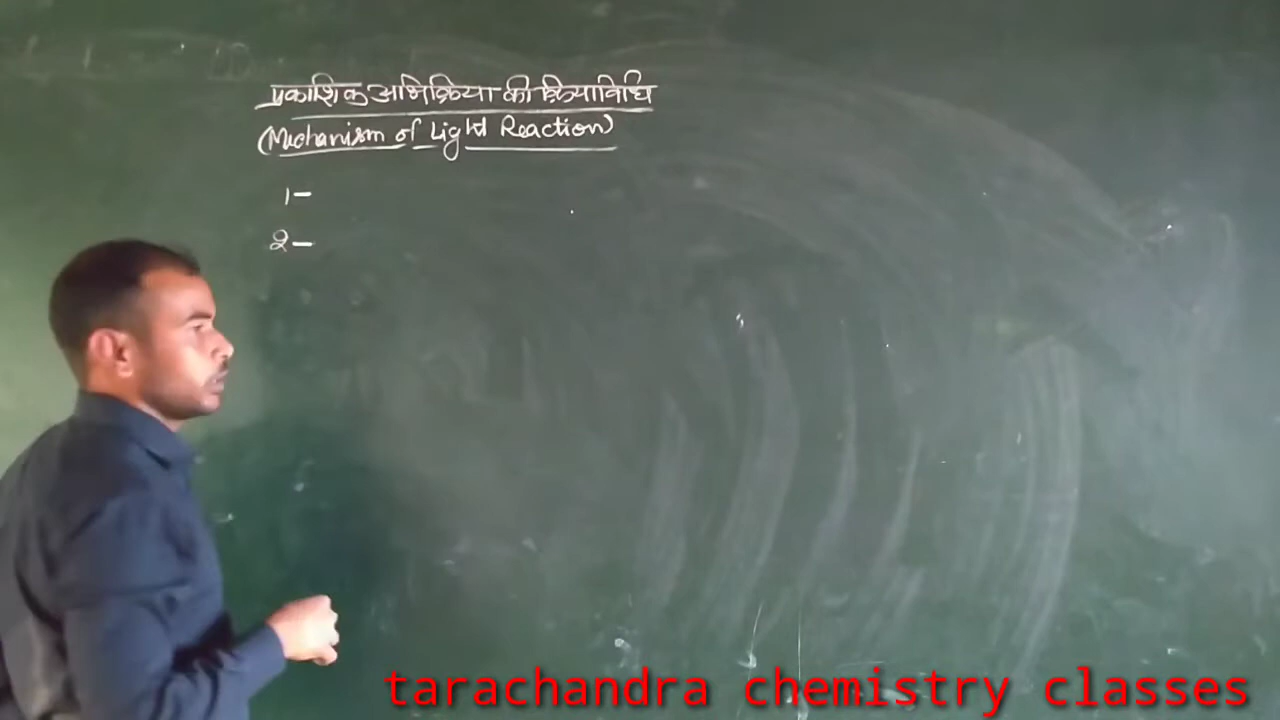 प्रकाशिक अभिक्रिया की क्रियाविधि
(Mechanism of Light Reaction)
1-
2-
tarachandra chemistry classes